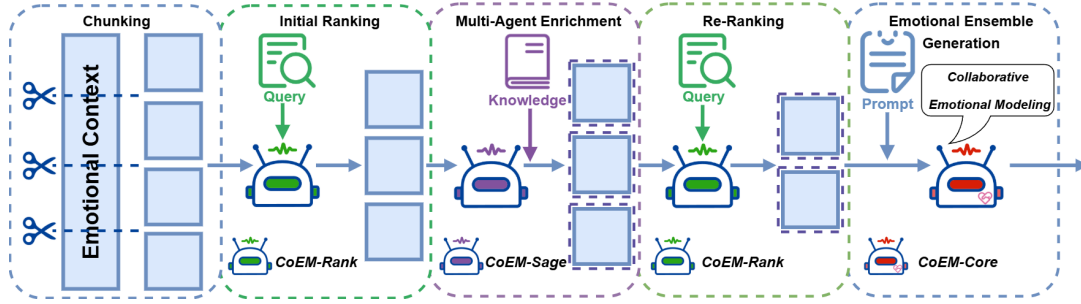 Chunking
Emotional Context
Initial Ranking
Query
CoEM-Rank
Multi-Agent Enrichment
Knowledge
CoEM-Sage
Re-Ranking
Query
CoEM-Rank
Emotional Ensemble
Generation
Prompt
Collaborative
Emotional Modeling
CoEM-Core